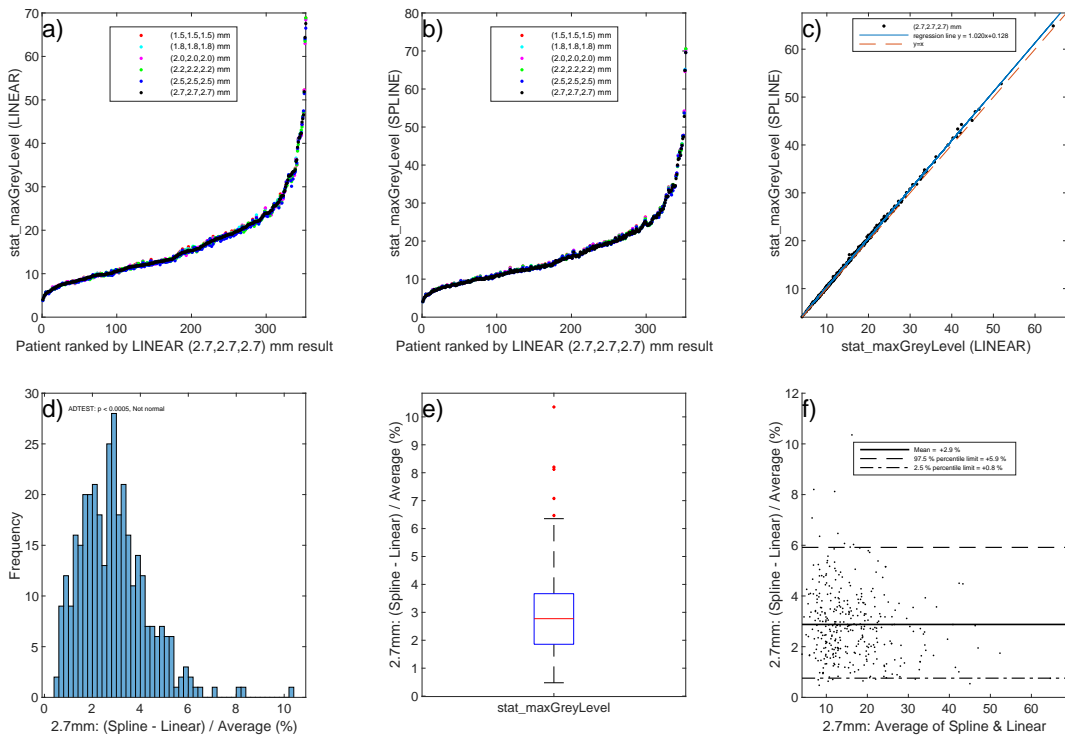 a)
stat_maxGreyLevel (LINEAR)
70
60
50
40
30
20
10
0
0 100 200 300
Patient ranked by LINEAR (2.7,2.7,2.7) mm result
(1.5,1.5,1.5) mm
(1.8,1.8,1.8) mm
(2.0,2.0,2.0) mm
(2.2,2.2,2.2) mm
(2.5,2.5,2.5) mm
(2.7,2.7,2.7) mm
b)
stat_maxGreyLevel (SPLINE)
80
70
60
50
40
30
20
10
0
0 100 200 300
Patient ranked by LINEAR (2.7,2.7,2.7) mm result
(1.5,1.5,1.5) mm
(1.8,1.8,1.8) mm
(2.0,2.0,2.0) mm
(2.2,2.2,2.2) mm
(2.5,2.5,2.5) mm
(2.7,2.7,2.7) mm
c)
stat_maxGreyLevel (SPLINE)
60
50
40
30
20
10
10 20 30 40 50 60
stat_maxGreyLevel (LINEAR)
(2.7,2.7,2.7) mm
regression line y = 1.020x+0.128
y=x
d)
ADTEST: p < 0.0005, Not normal
Frequency
30
25
20
15
10
5
0
0 2 4 6 8 10
2.7mm: (Spline - Linear) / Average (%)
e)
2.7mm: (Spline - Linear) / Average (%)
10
9
8
7
6
5
4
3
2
1
0
stat_maxGreyLevel
f)
2.7mm: (Spline - Linear) / Average (%)
12
10
8
6
4
2
0
10 20 30 40 50 60
2.7mm: Average of Spline & Linear
Mean = +2.9 %
97.5 % percentile limit = +5.9 %
2.5 % percentile limit = +0.8 %